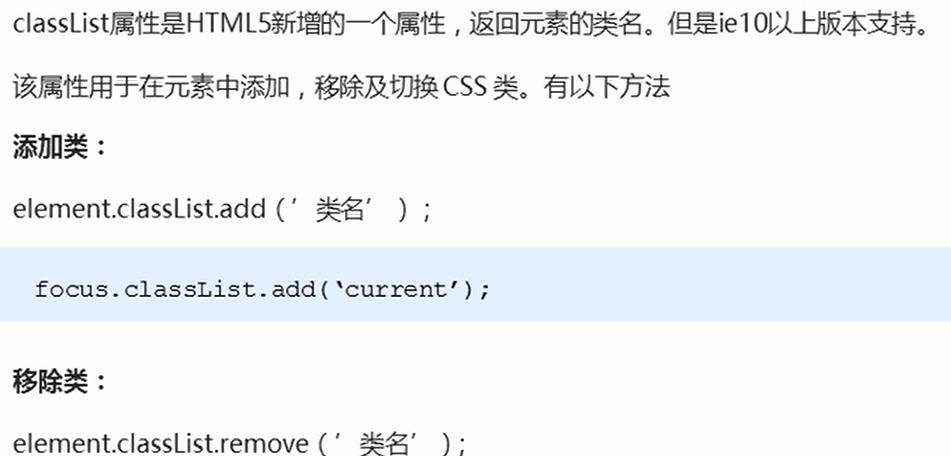 classList属性是HTML5新增的一个属性，返回元素的类名。但是ie10以上版本支持。
该属性用于在元素中添加，移除及切换 CSS 类。有以下方法
添加类：
element.classList.add（’类名’）；
focus.classList.add(‘current’);
移除类：
element.classList.remove（’类名’）;